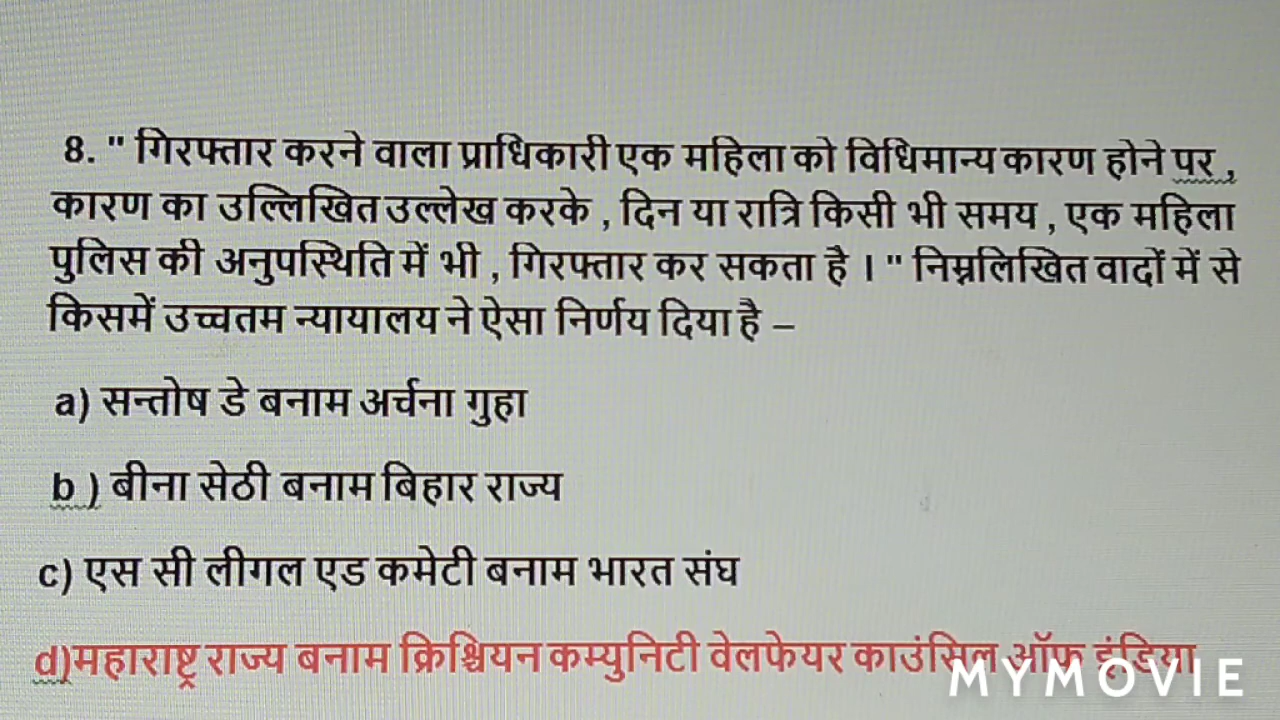 8. " गिरफ्तार करने वाला प्राधिकारी एक महिला को विधिमान्य कारण होने पर ,
कारण का उल्लिखित उल्लेख करके , दिन या रात्रि किसी भी समय , एक महिला
पुलिस की अनुपस्थिति में भी , गिरफ्तार कर सकता है । " निम्नलिखित वादों में से
किसमें उच्चतम न्यायालय ने ऐसा निर्णय दिया है –
a) सन्तोष डे बनाम अर्चना गुहा
b ) बीना सेठी बनाम बिहार राज्य
c) एस सी लीगल एड कमेटी बनाम भारत संघ
d)महाराष्ट्र राज्य बनाम क्रिश्चियन कम्युनिटी वेलफेयर काउंसिल ऑफ इंडिया
MYMOVIE